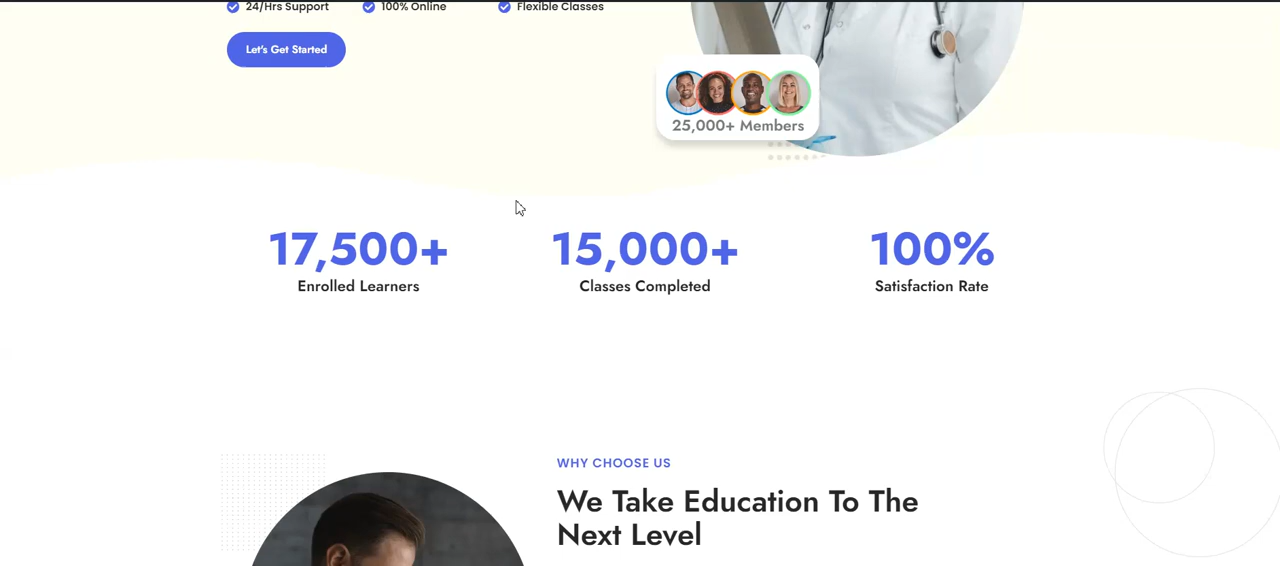 24/Hrs Support 100% Online Flexible Classes
Let's Get Started
25,000+ Members
17,500+ 15,000+ 100%
Enrolled Learners Classes Completed Satisfaction Rate
WHY CHOOSE US
We Take Education To The
Next Level